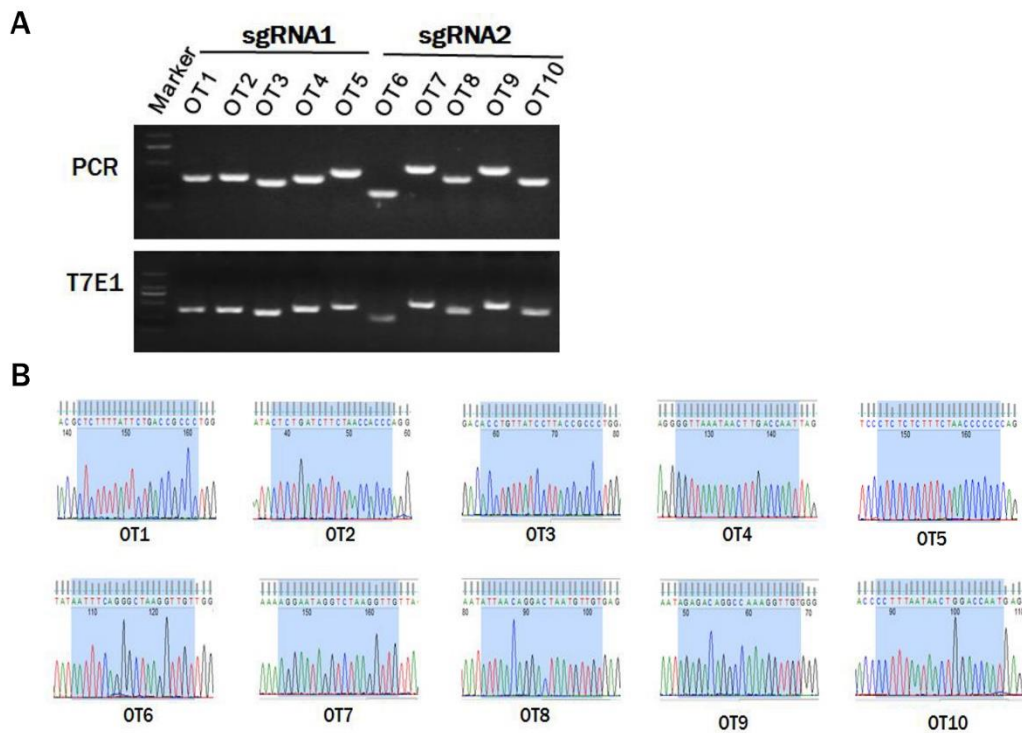 A
sgRNA1 sgRNA2
Marker OT1 OT2 OT3 OT4 OT5 OT6 OT7 OT8 OT9 OT10
PCR
T7E1
B
ACGCTCTTTTATTCTGACCGCCCTGG
140 150 160
OT1
ATACTCTGATCTTCTAACCACCCAGG
40 50 60
OT2
GACACCTGTTATCCTTACCGCCCTGG
60 70 80
OT3
AGGGGTTAAATAACTTGACCAATTAG
130 140
OT4
TCCCTCTCTCTTTCTAACCCCCCCAG
150 160
OT5
TATAATTTCAGGGCTAAGGTTGTTGG
110 120
OT6
AAAAGGAATAGGTCTAAGGTTGTTA
150 160
OT7
AATATTAACAGGACTAATGTTGTGAG
80 90 100
OT8
AATAGAGACAGGCCAAAGGTTGTGGG
50 60 70
OT9
ACCCCTTTAATAACTGGACCAATGAG
90 100
OT10